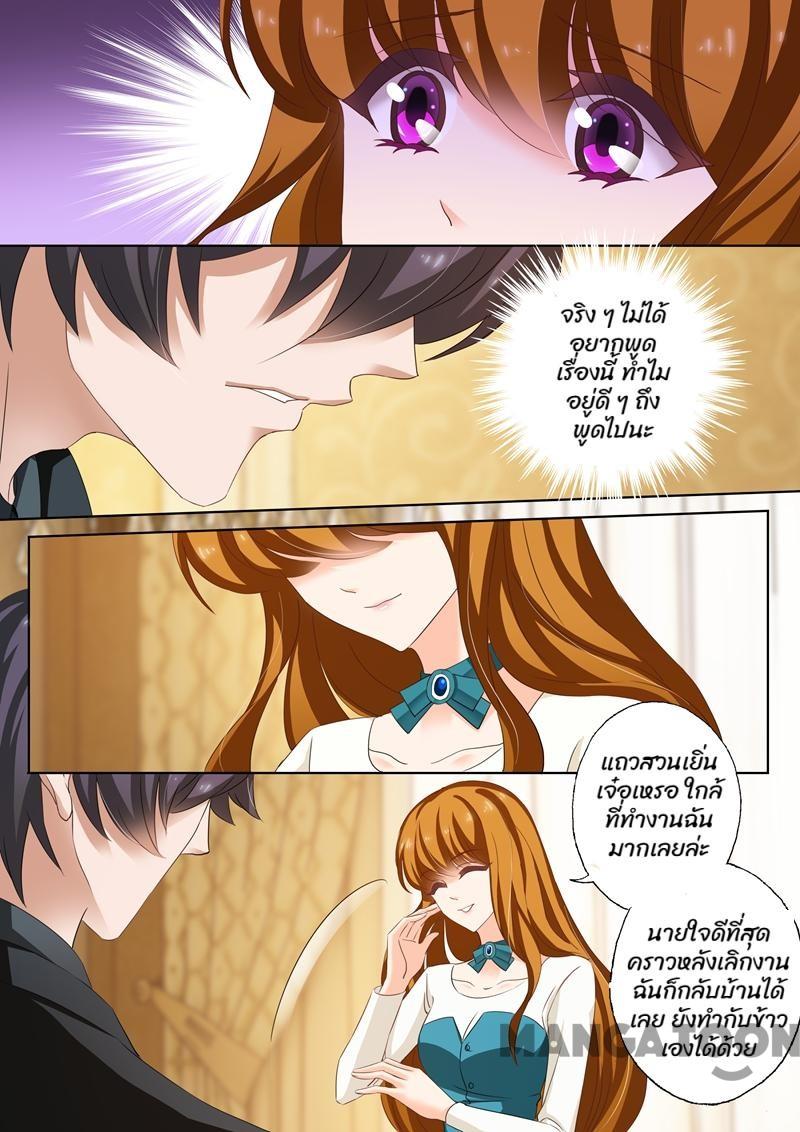 จริง ๆ ไม่ได้
อยากพูด
เรื่องนี้ ทำไม
อยู่ดี ๆ ถึง
พูดไปนะ
แถวสวนเยิ่น
เจ๋อเหรอ ใกล้
ที่ทำงานฉัน
มากเลยล่ะ
นายใจดีที่สุด
คราวหลังเลิกงาน
ฉันก็กลับบ้านได้
เลย ยังทำกับข้าว
เองได้ด้วย
MANGATOON